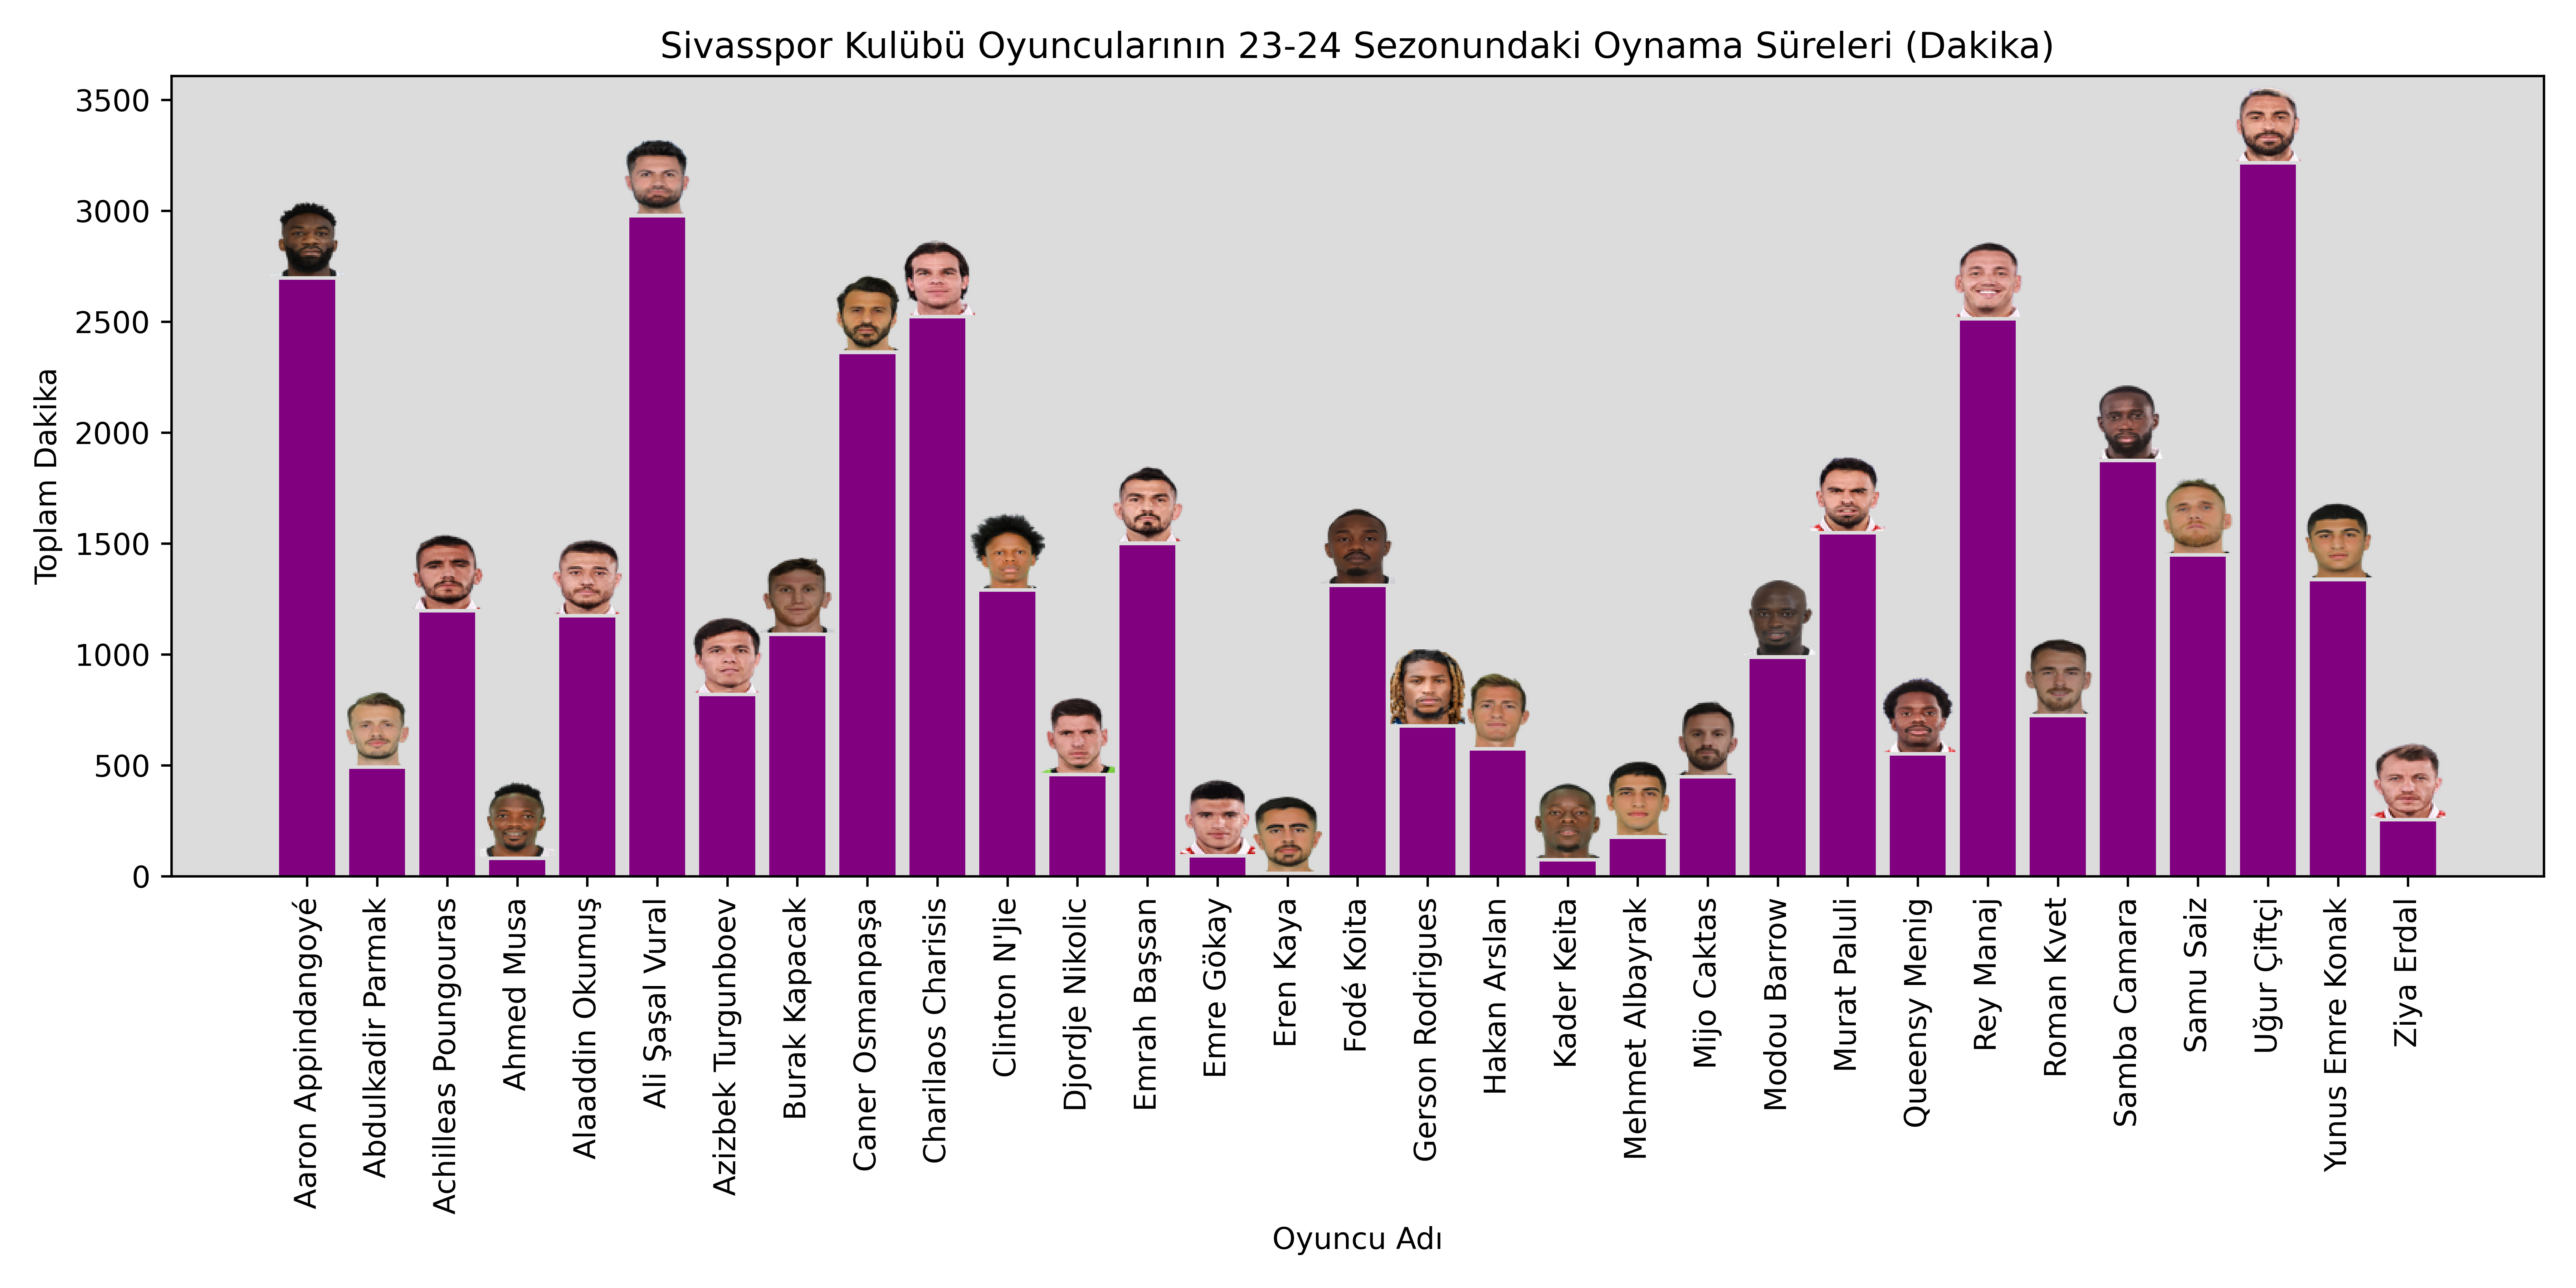 Sivasspor Kulübü Oyuncularının 23-24 Sezonundaki Oynama Süreleri (Dakika)
Toplam Dakika
3500
3000
2500
2000
1500
1000
500
0
Aaron Appindangoyé
Abdulkadir Parmak
Achilleas Poungouras
Ahmed Musa
Alaaddin Okumuş
Ali Şaşal Vural
Azizbek Turgunboev
Burak Kapacak
Caner Osmanpaşa
Charilaos Charisis
Clinton N'Jie
Djordje Nikolic
Emrah Başsan
Emre Gökay
Eren Kaya
Fodé Koita
Gerson Rodrigues
Hakan Arslan
Kader Keita
Mehmet Albayrak
Mijo Caktas
Modou Barrow
Murat Paluli
Queensy Menig
Rey Manaj
Roman Kvet
Samba Camara
Samu Saiz
Uğur Çiftçi
Yunus Emre Konak
Ziya Erdal
Oyuncu Adı